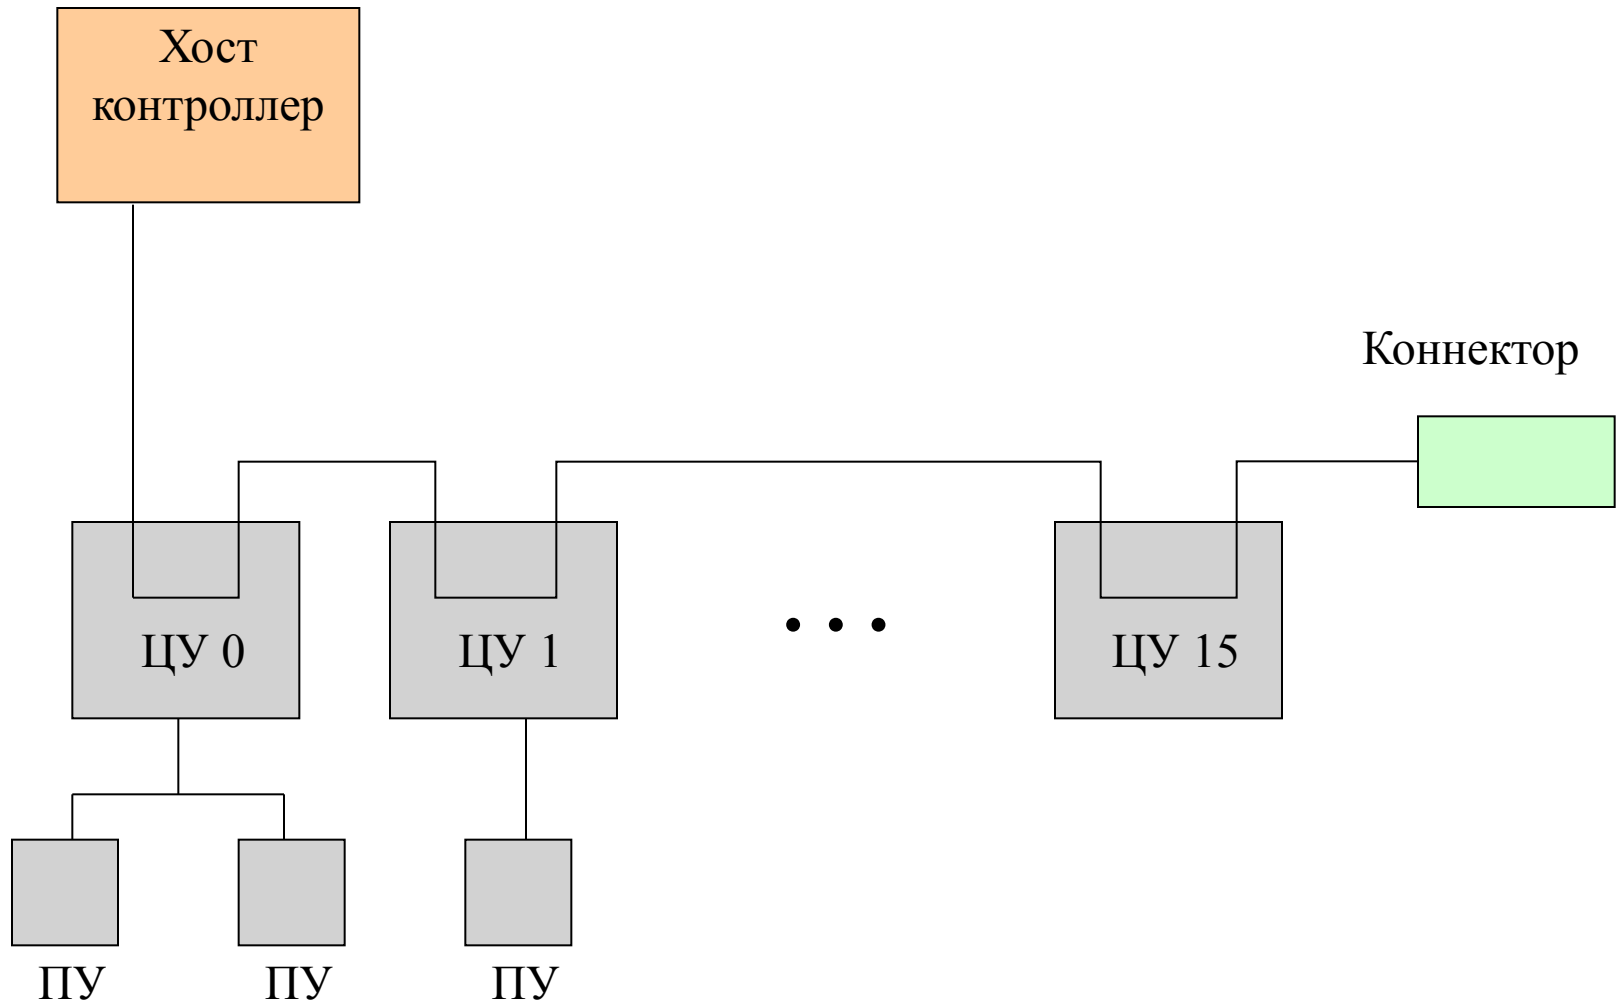 Хост
контроллер
Коннектор
ЦУ 0
ЦУ 1
ЦУ 15
ПУ
ПУ
ПУ